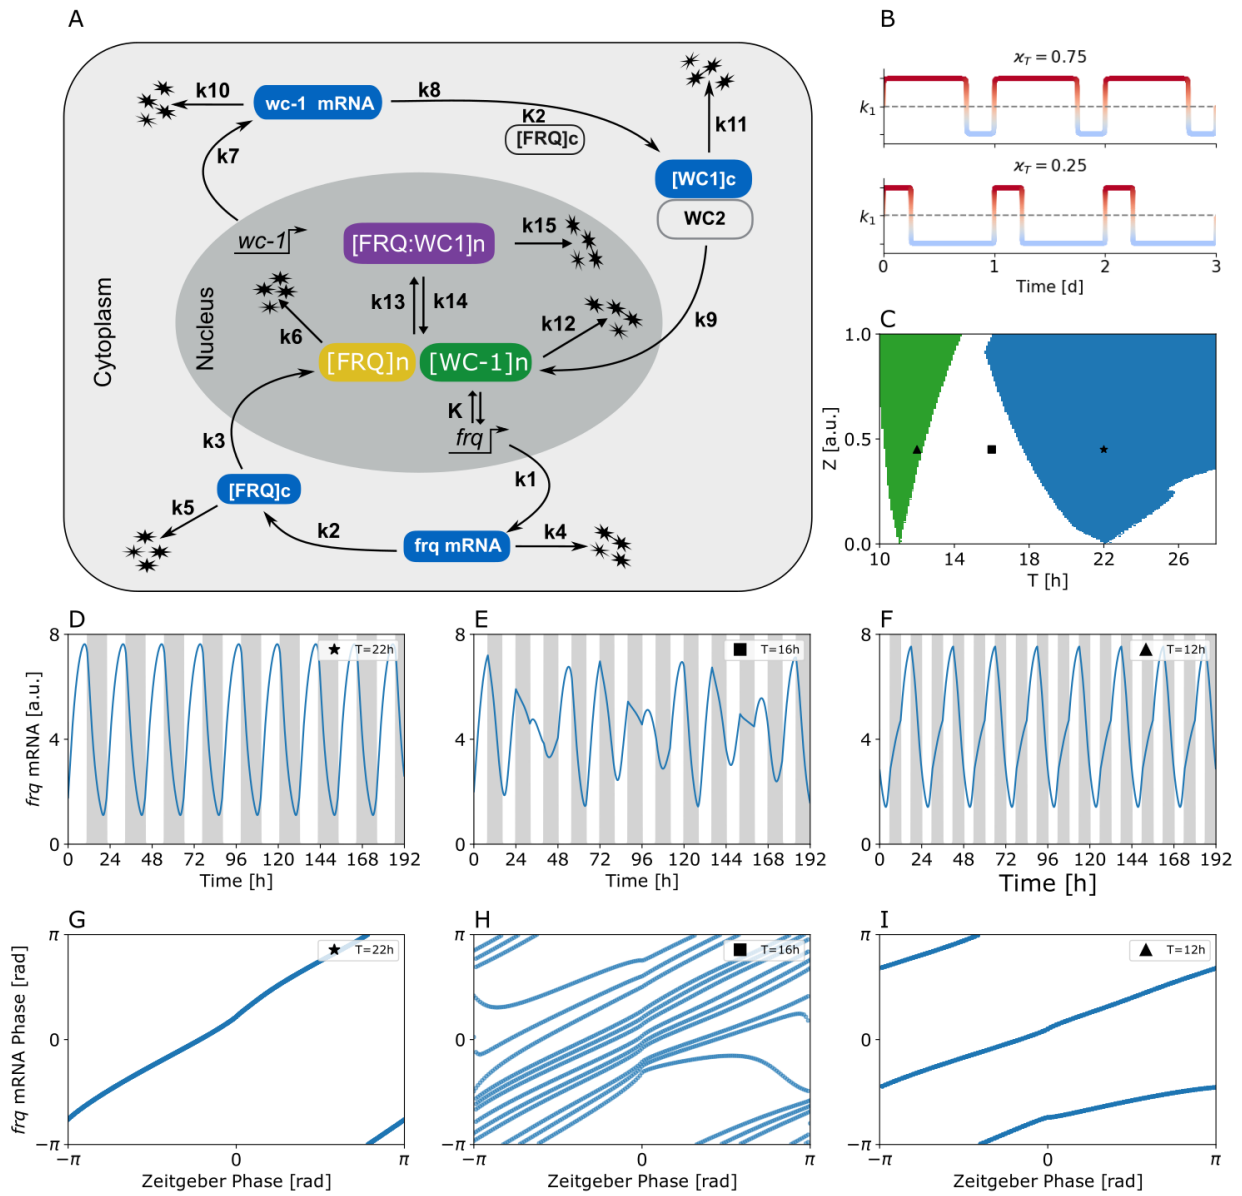 A
k10
wc-1 mRNA
k8
K2
[FRQ]c
k11
k7
[WC1]c
WC2
wc-1
[FRQ:WC1]n
k15
Cytoplasm
Nucleus
k13
k14
k12
k9
k6
[FRQ]n
[WC-1]n
K
frq
k3
k1
[FRQ]c
k5
k2
frq mRNA
k4
B
ϰT = 0.75
k1
ϰT = 0.25
k1
0 1 2 3
Time [d]
C
1.0
0.5
0.0
Z [a.u.]
10 14 18 22 26
T [h]
D
8
4
0
frq mRNA [a.u.]
T=22h
0 24 48 72 96 120 144 168 192
Time [h]
E
8
4
0
T=16h
0 24 48 72 96 120 144 168 192
Time [h]
F
8
4
0
T=12h
0 24 48 72 96 120 144 168 192
Time [h]
G
π
0
−π
frq mRNA Phase [rad]
T=22h
−π 0 π
Zeitgeber Phase [rad]
H
π
0
−π
T=16h
−π 0 π
Zeitgeber Phase [rad]
I
π
0
−π
T=12h
−π 0 π
Zeitgeber Phase [rad]